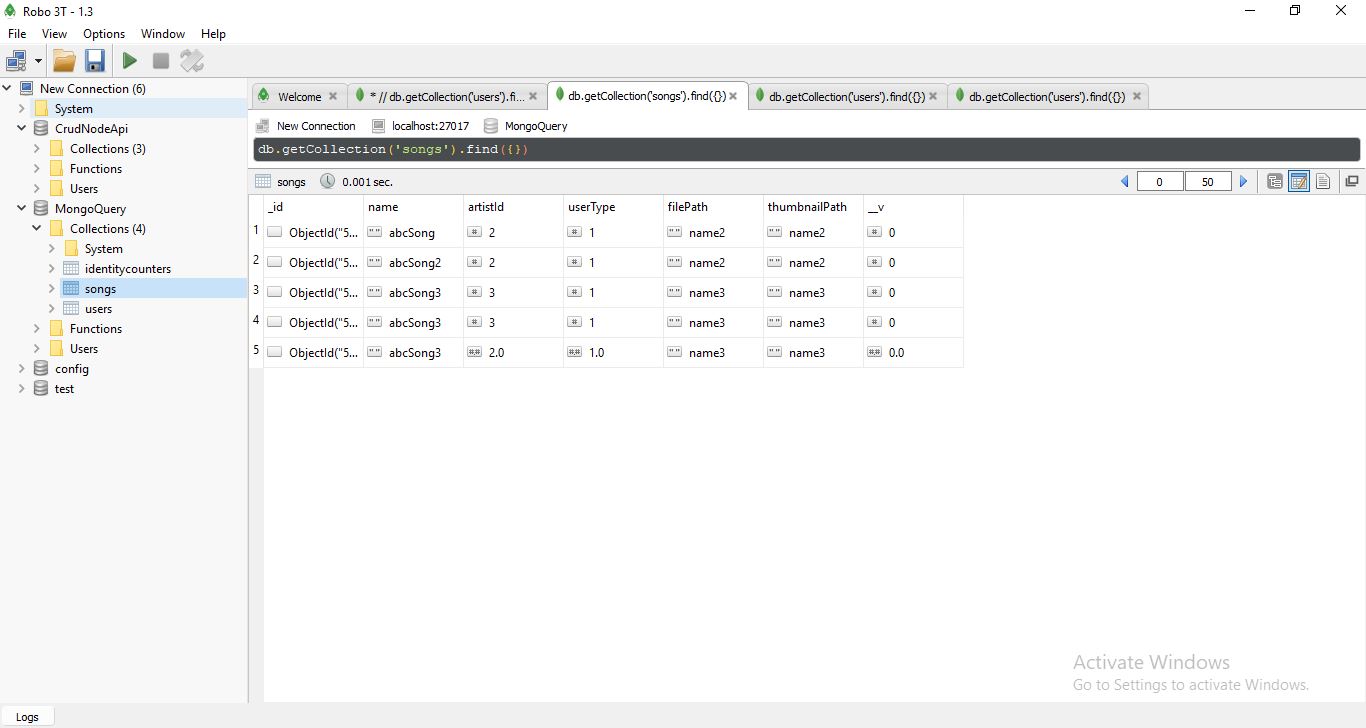 Robo 3T - 1.3
File View Options Window Help
New Connection (6)
System
CrudNodeApi
Collections (3)
Functions
Users
MongoQuery
Collections (4)
System
identitycounters
songs
users
Functions
Users
config
test
Welcome * // db.getCollection('users').fi... db.getCollection('songs').find({}) db.getCollection('users').find({}) db.getCollection('users').find({})
New Connection localhost:27017 MongoQuery
db.getCollection('songs').find({})
songs 0.001 sec. 0 50
_id name artistId userType filePath thumbnailPath __v
1 ObjectId("5... "" abcSong # 2 # 1 "" name2 "" name2 # 0
2 ObjectId("5... "" abcSong2 # 2 # 1 "" name2 "" name2 # 0
3 ObjectId("5... "" abcSong3 # 3 # 1 "" name3 "" name3 # 0
4 ObjectId("5... "" abcSong3 # 3 # 1 "" name3 "" name3 # 0
5 ObjectId("5... "" abcSong3 ## 2.0 ## 1.0 "" name3 "" name3 ## 0.0
Activate Windows
Go to Settings to activate Windows.
Logs